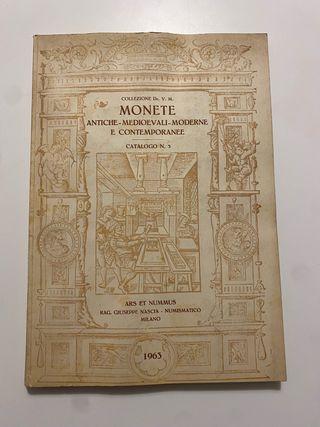 COLLEZIONE Dr. V. M.
MONETE
ANTICHE-MEDIOEVALI-MODERNE
E CONTEMPORANEE
CATALOGO N. 3
ARS ET NUMMUS
RAG. GIUSEPPE NASCIA - NUMISMATICO
MILANO
1963